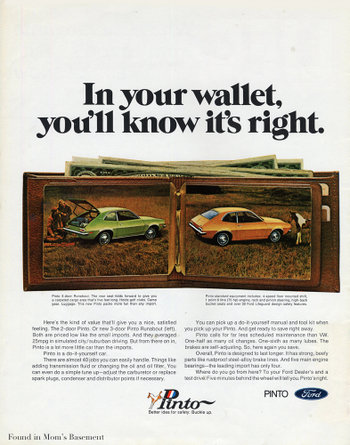 In your wallet,
you'll know it's right.
Pinto 3-door Runabout. The rear seat folds forward to give you
Here's the kind of value that'll give you a nice, satisfied
feeling. The 2-door Pinto. Or new 3-door Pinto Runabout (left).
Both are priced low like the small imports. And they averaged
25mpg in simulated city/suburban driving. But from there on in,
Pinto is a lot more little car than the imports.
Pinto is a do-it-yourself car.
There are almost 40 jobs you can easily handle. Things like
adding transmission fluid or changing the oil and oil filter. You
can even do a simple tune up—adjust the carburetor or replace
spark plugs, condenser and distributor points if necessary.
You can pick up a do-it-yourself manual and tool kit when
you pick up your Pinto. And get ready to save right away.
Pinto calls for far less scheduled maintenance than VW.
One-half as many oil changes. One-sixth as many lubes. The
brakes are self-adjusting. So, here again you save.
Overall, Pinto is designed to last longer. It has strong, beefy
parts like rustproof steel-alloy brake lines. And five main engine
bearings—the leading import has only four.
Where do you go from here? To your Ford Dealer's and a
test drive. Five minutes behind the wheel will tell you: Pinto's right.
Pinto
Better idea for safety: Buckle up.
PINTO Ford
Found in Mom's Basement